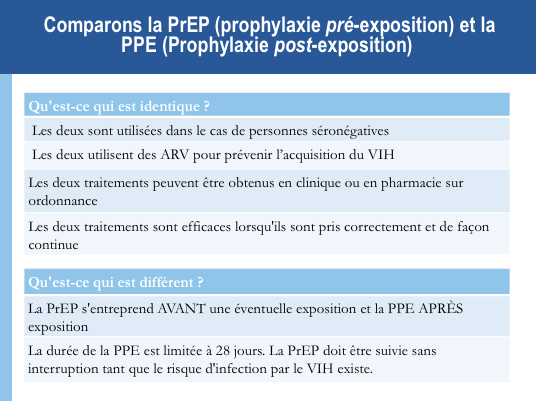 Comparons la PrEP (prophylaxie pré-exposition) et la
PPE (Prophylaxie post-exposition)
Qu'est-ce qui est identique ?
Les deux sont utilisées dans le cas de personnes séronégatives
Les deux utilisent des ARV pour prévenir l’acquisition du VIH
Les deux traitements peuvent être obtenus en clinique ou en pharmacie sur
ordonnance
Les deux traitements sont efficaces lorsqu'ils sont pris correctement et de façon
continue
Qu'est-ce qui est différent ?
La PrEP s'entreprend AVANT une éventuelle exposition et la PPE APRÈS
exposition
La durée de la PPE est limitée à 28 jours. La PrEP doit être suivie sans
interruption tant que le risque d'infection par le VIH existe.